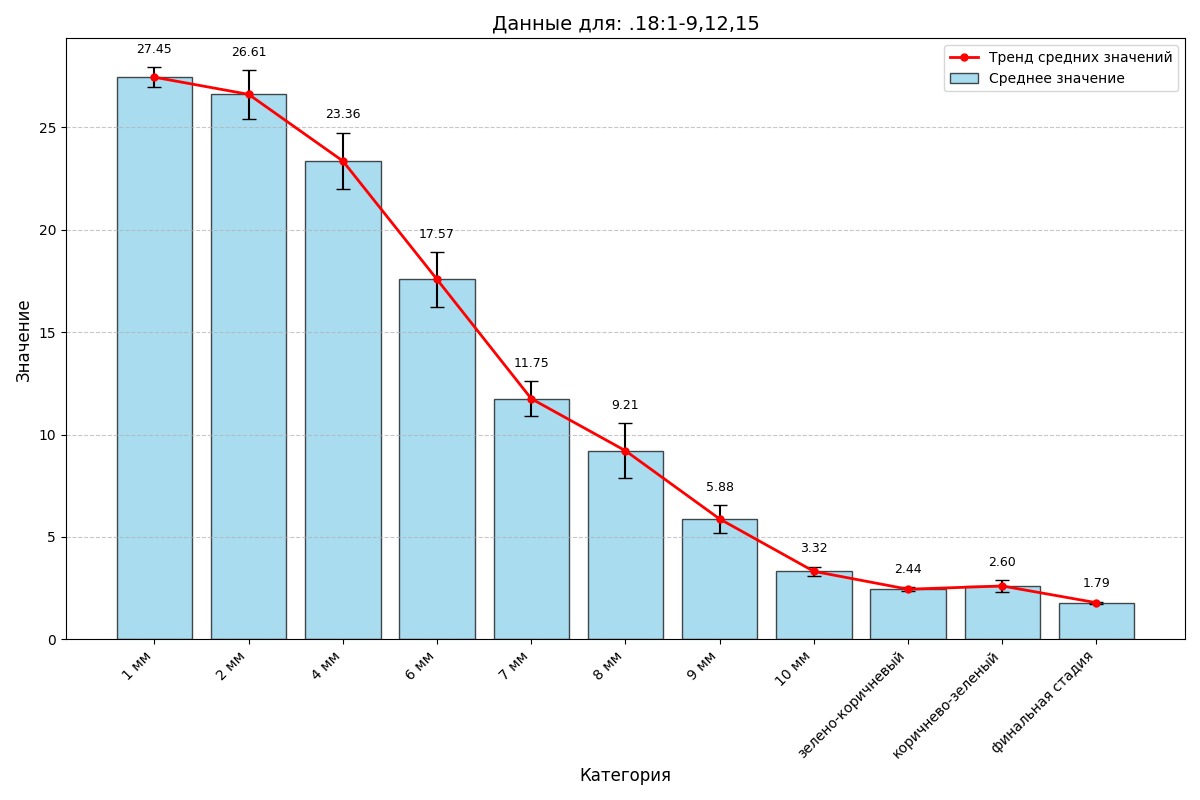 Данные для: .18:1-9,12,15
Тренд средних значений
Среднее значение
27.45
26.61
23.36
17.57
11.75
9.21
5.88
3.32
2.44
2.60
1.79
Значение
25
20
15
10
5
0
1 мм
2 мм
4 мм
6 мм
7 мм
8 мм
9 мм
10 мм
зелено-коричневый
коричнево-зеленый
финальная стадия
Категория